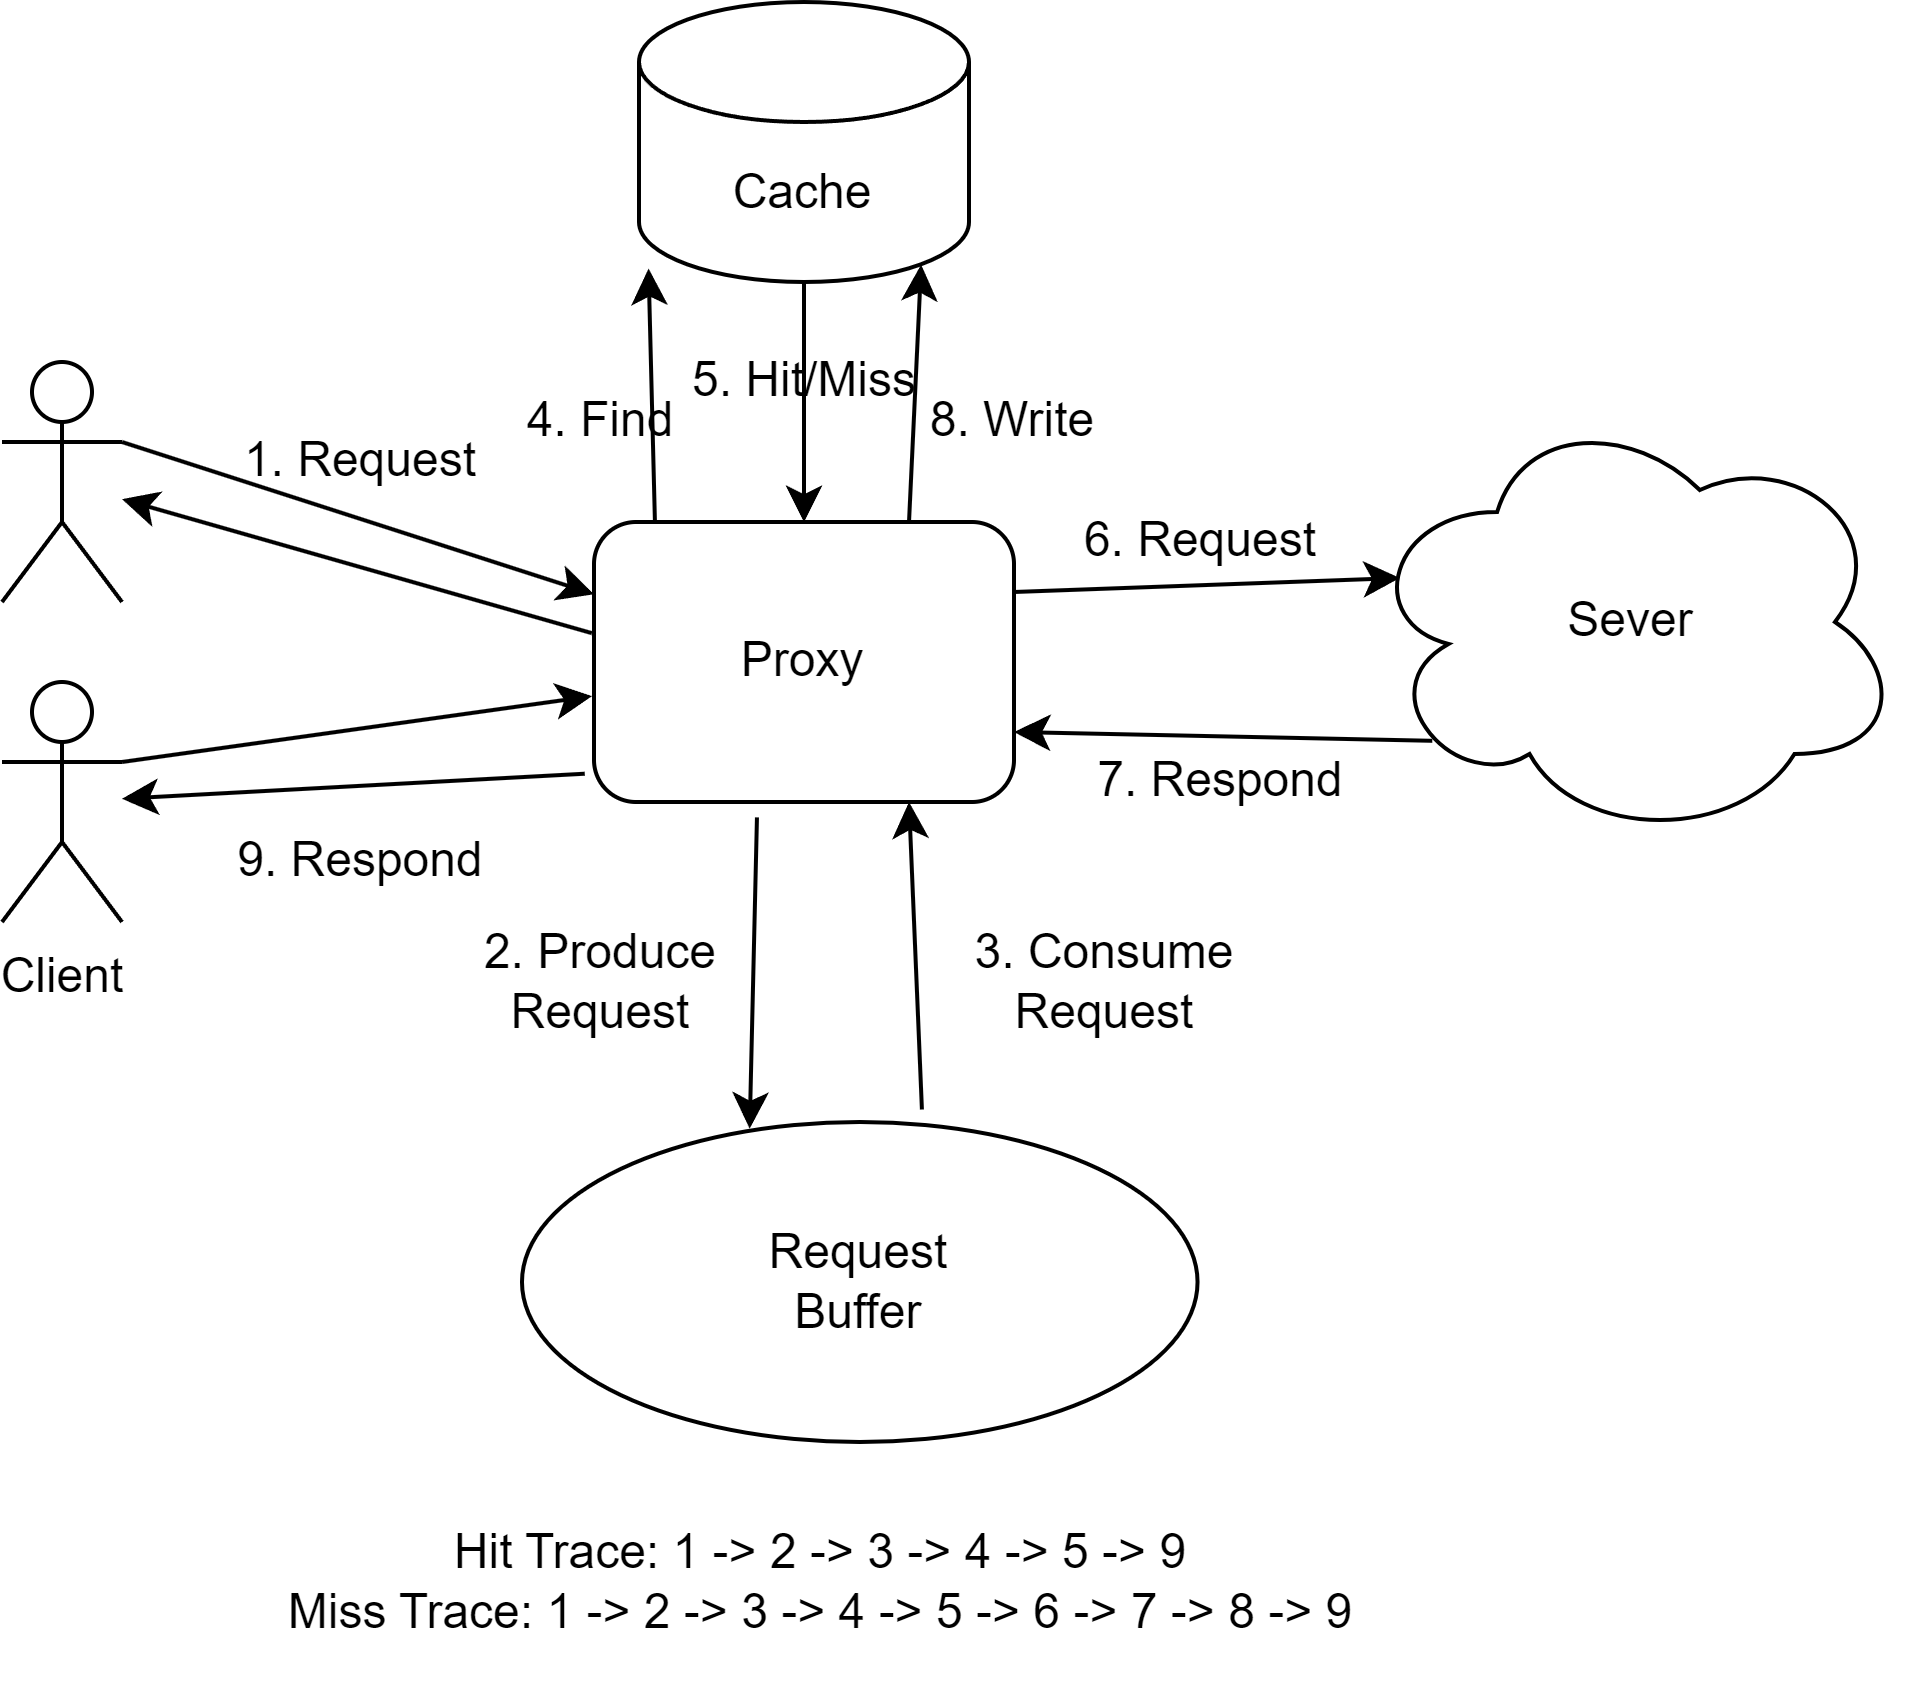 Cache
5. Hit/Miss
4. Find
8. Write
1. Request
6. Request
Sever
Proxy
7. Respond
9. Respond
Client
2. Produce
Request
3. Consume
Request
Request
Buffer
Hit Trace: 1 -> 2 -> 3 -> 4 -> 5 -> 9
Miss Trace: 1 -> 2 -> 3 -> 4 -> 5 -> 6 -> 7 -> 8 -> 9